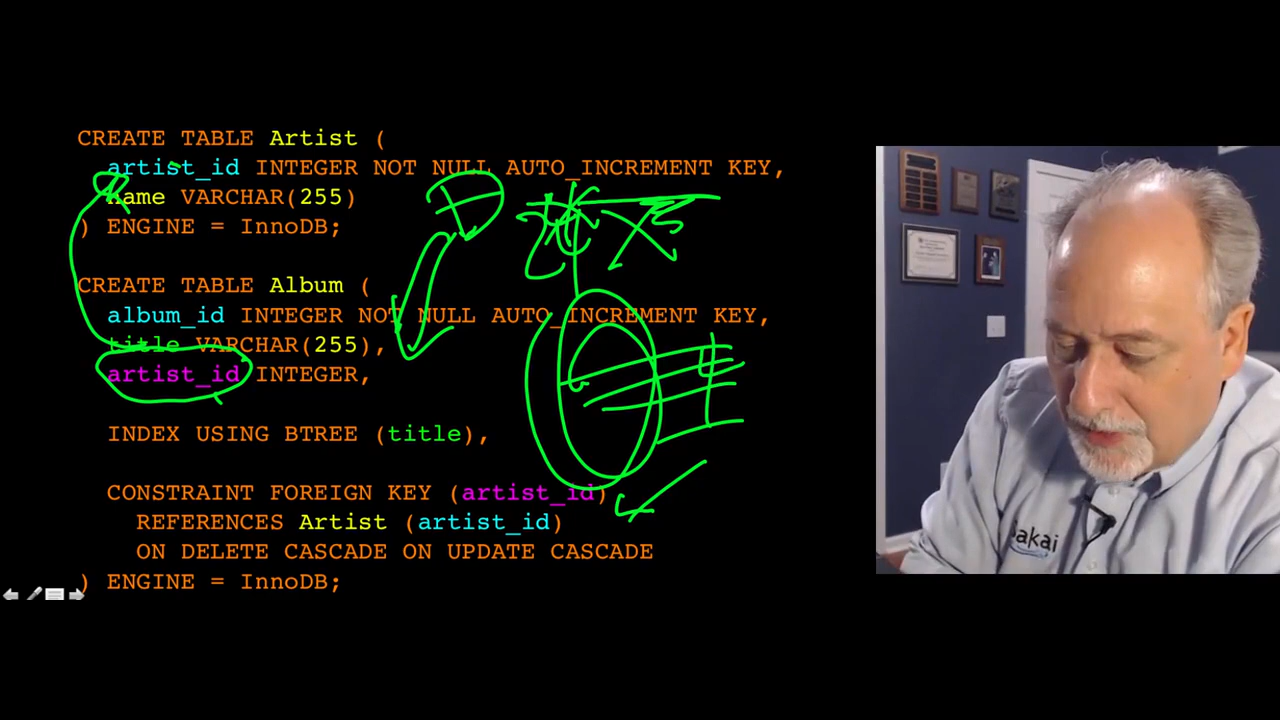 CREATE TABLE Artist (
artist_id INTEGER NOT NULL AUTO_INCREMENT KEY,
name VARCHAR(255)
) ENGINE = InnoDB;
CREATE TABLE Album (
album_id INTEGER NOT NULL AUTO_INCREMENT KEY,
title VARCHAR(255),
artist_id INTEGER,
INDEX USING BTREE (title),
CONSTRAINT FOREIGN KEY (artist_id)
REFERENCES Artist (artist_id)
ON DELETE CASCADE ON UPDATE CASCADE
) ENGINE = InnoDB;
sakai